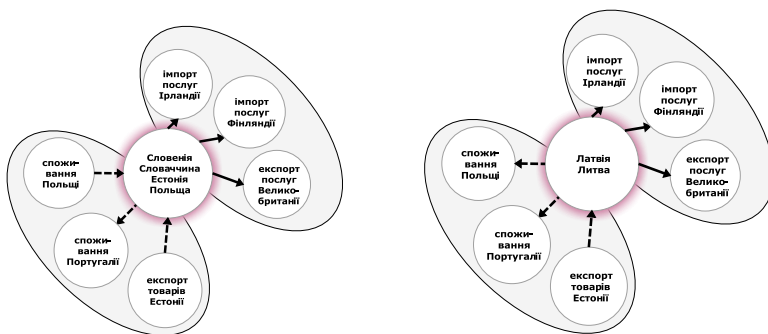 імпорт
послуг
Ірландії
імпорт
послуг
Фінляндії
Словенія
Словаччина
Естонія
Польща
експорт
послуг
Велико-
британії
спожи-
вання
Польщі
спожи-
вання
Португалії
експорт
товарів
Естонії
імпорт
послуг
Ірландії
імпорт
послуг
Фінляндії
Латвія
Литва
експорт
послуг
Велико-
британії
спожи-
вання
Польщі
спожи-
вання
Португалії
експорт
товарів
Естонії